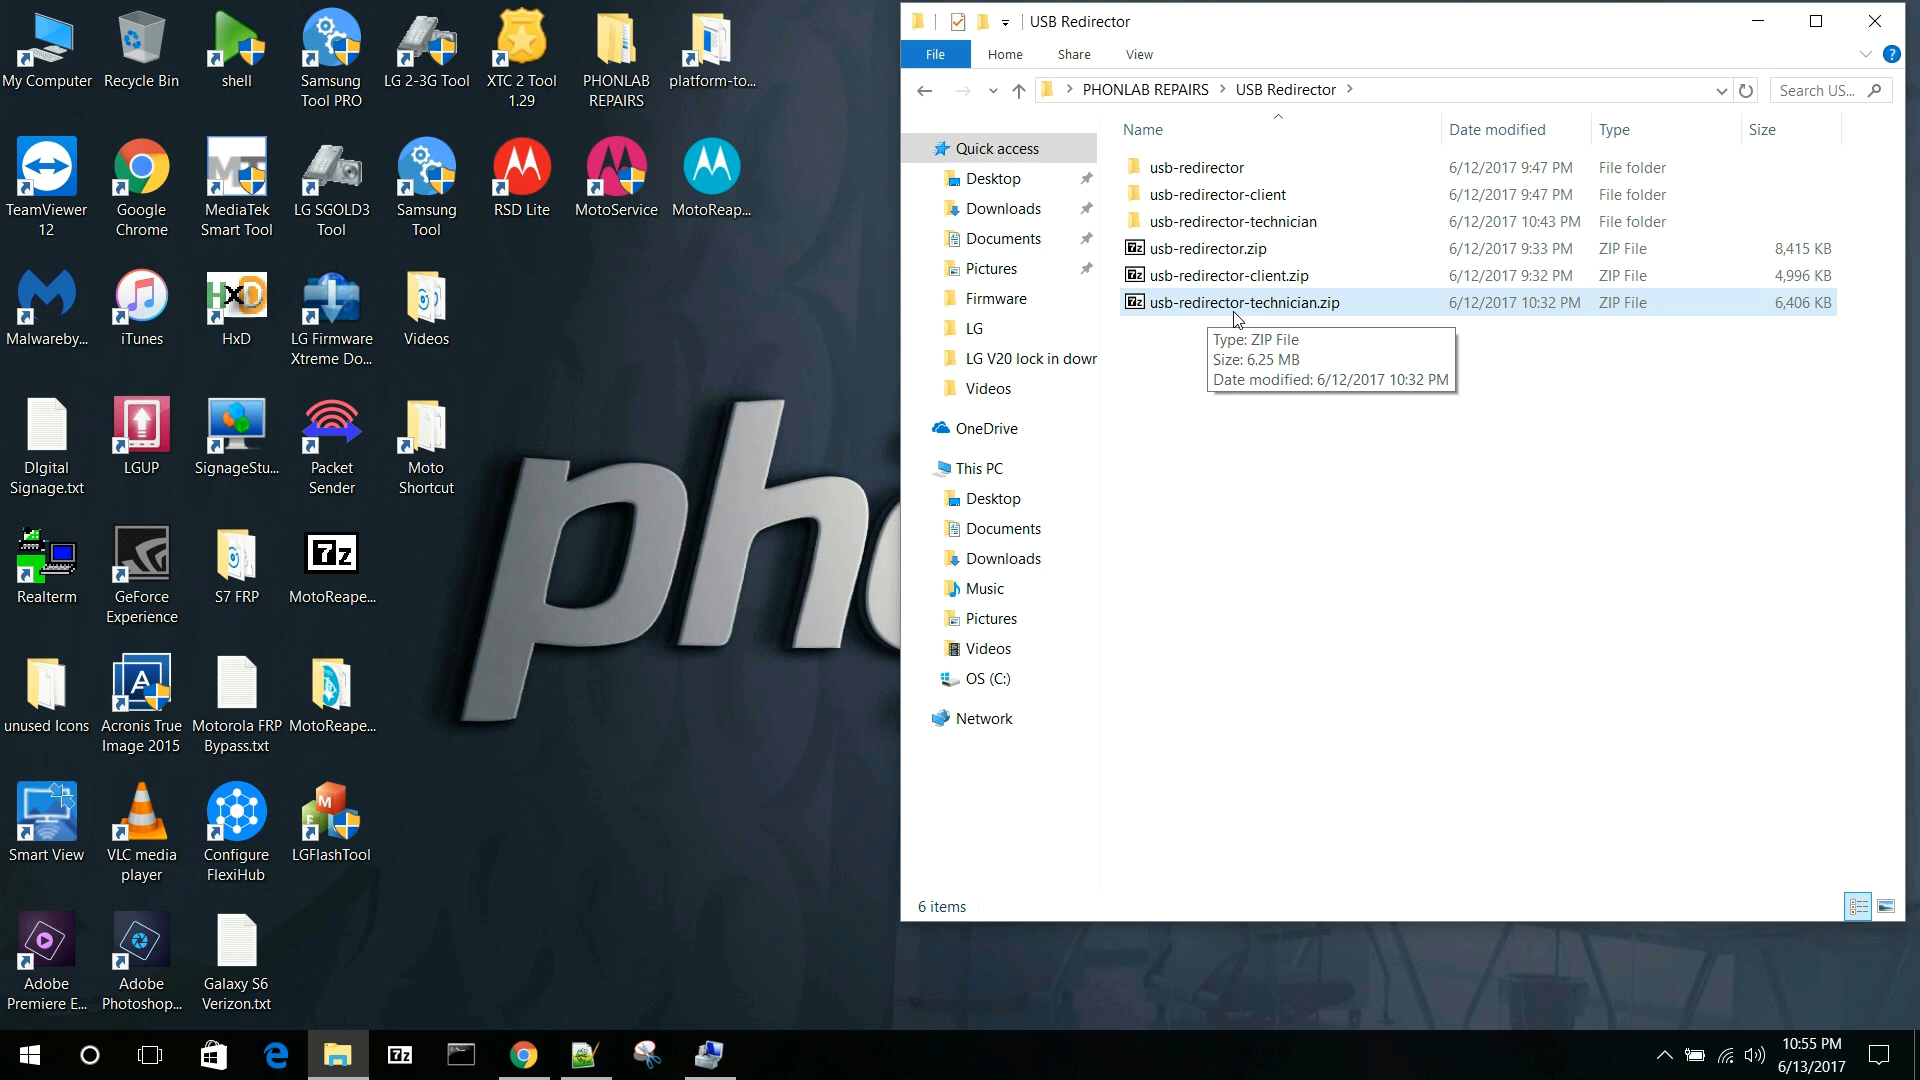 My Computer
Recycle Bin
shell
Samsung
Tool PRO
LG 2-3G Tool
XTC 2 Tool
1.29
PHONLAB
REPAIRS
platform-to...
TeamViewer
12
Google
Chrome
MediaTek
Smart Tool
LG SGOLD3
Tool
Samsung
Tool
RSD Lite
MotoService
MotoReap...
Malwareby...
iTunes
HxD
LG Firmware
Xtreme Do...
Videos
DIgital
Signage.txt
LGUP
SignageStu...
Packet
Sender
Moto
Shortcut
Realterm
GeForce
Experience
S7 FRP
MotoReape...
unused Icons
Acronis True
Image 2015
Motorola FRP
Bypass.txt
MotoReape...
Smart View
VLC media
player
Configure
FlexiHub
LGFlashTool
Adobe
Premiere E...
Adobe
Photoshop...
Galaxy S6
Verizon.txt
ph
USB Redirector
File
Home
Share
View
PHONLAB REPAIRS
USB Redirector
Search US...
Name
Date modified
Type
Size
usb-redirector 6/12/2017 9:47 PM File folder
usb-redirector-client 6/12/2017 9:47 PM File folder
usb-redirector-technician 6/12/2017 10:43 PM File folder
usb-redirector.zip 6/12/2017 9:33 PM ZIP File 8,415 KB
usb-redirector-client.zip 6/12/2017 9:32 PM ZIP File 4,996 KB
usb-redirector-technician.zip 6/12/2017 10:32 PM ZIP File 6,406 KB
Type: ZIP File
Size: 6.25 MB
Date modified: 6/12/2017 10:32 PM
Quick access
Desktop
Downloads
Documents
Pictures
Firmware
LG
LG V20 lock in down
Videos
OneDrive
This PC
Desktop
Documents
Downloads
Music
Pictures
Videos
OS (C:)
Network
6 items
10:55 PM
6/13/2017